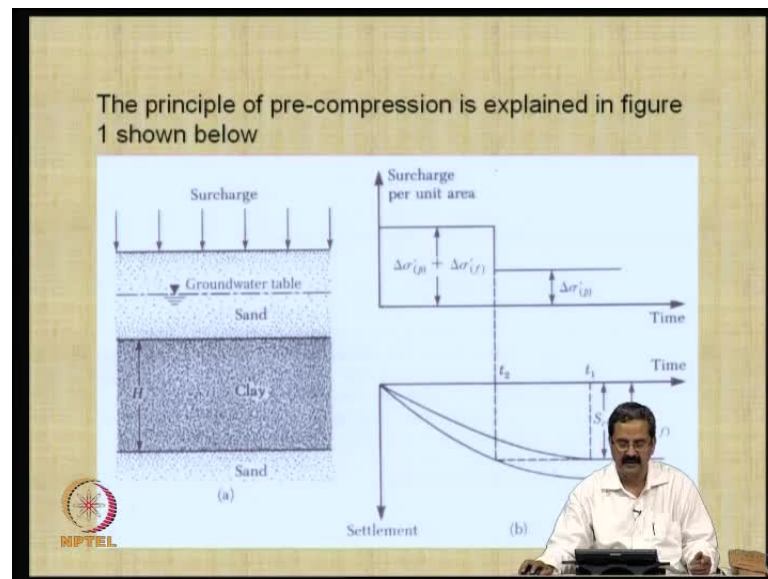 The principle of pre-compression is explained in figure
1 shown below
Surcharge
Groundwater table
Sand
H
Clay
Sand
(a)
Surcharge
per unit area
Δσ′(p) + Δσ′(f)
Δσ′(p)
Time
t₂
t₁
Time
S
f)
Settlement
(b)
NPTEL